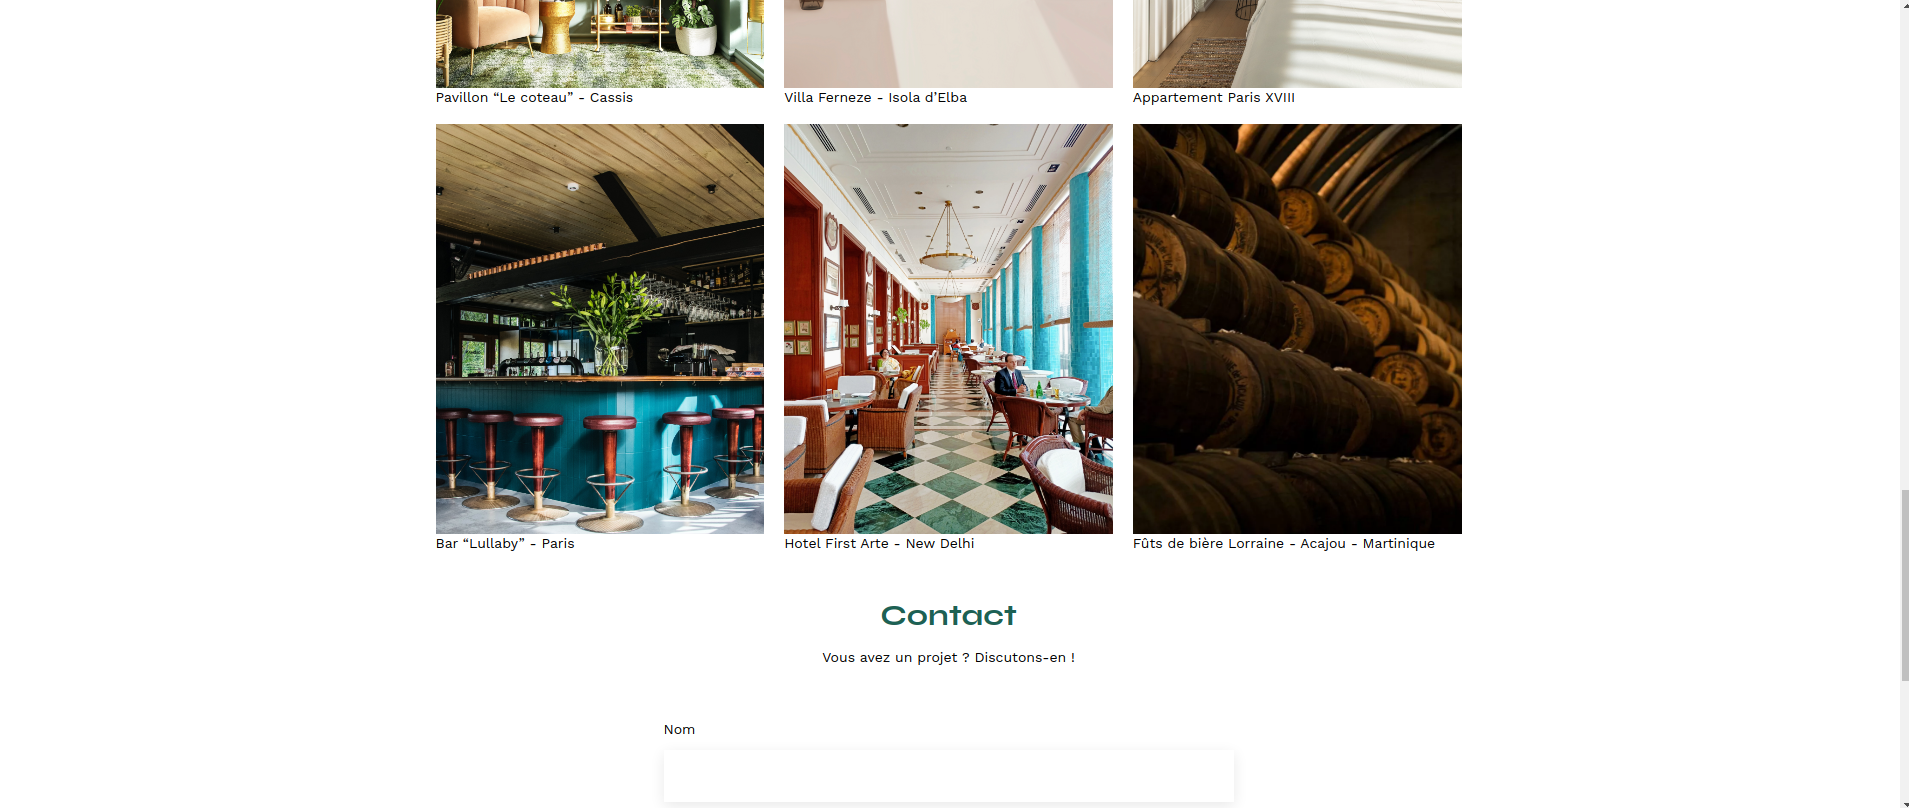 Pavillon “Le coteau” - Cassis
Villa Ferneze - Isola d’Elba
Appartement Paris XVIII
Bar “Lullaby” - Paris
Hotel First Arte - New Delhi
Fûts de bière Lorraine - Acajou - Martinique
Contact
Vous avez un projet ? Discutons-en !
Nom